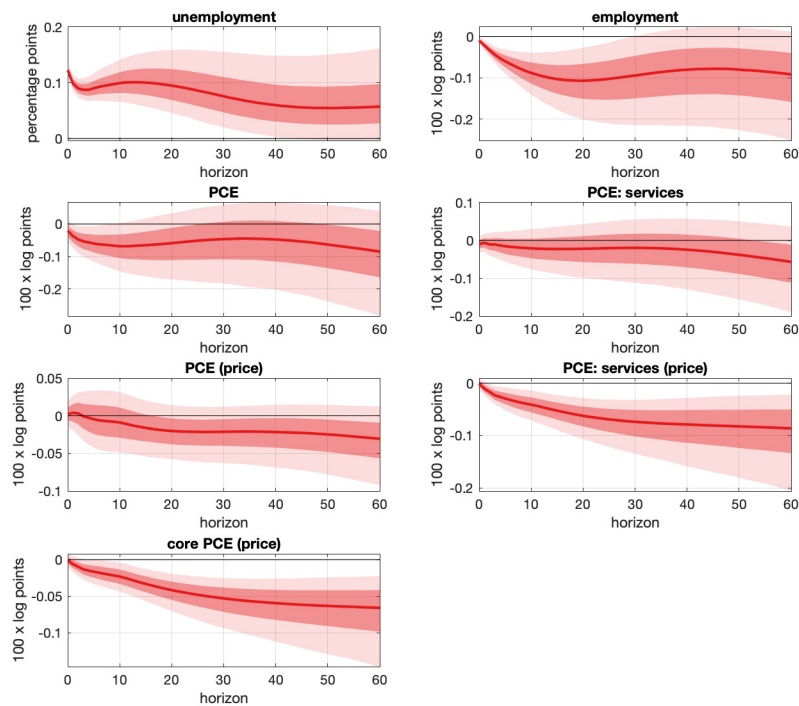 unemployment
percentage points
0.2
0.1
0
0 10 20 30 40 50 60
horizon
employment
100 x log points
0
-0.1
-0.2
0 10 20 30 40 50 60
horizon
PCE
100 x log points
0
-0.1
-0.2
0 10 20 30 40 50 60
horizon
PCE: services
100 x log points
0.1
0
-0.1
-0.2
0 10 20 30 40 50 60
horizon
PCE (price)
100 x log points
0.05
0
-0.05
-0.1
0 10 20 30 40 50 60
horizon
PCE: services (price)
100 x log points
0
-0.1
-0.2
0 10 20 30 40 50 60
horizon
core PCE (price)
100 x log points
0
-0.05
-0.1
0 10 20 30 40 50 60
horizon